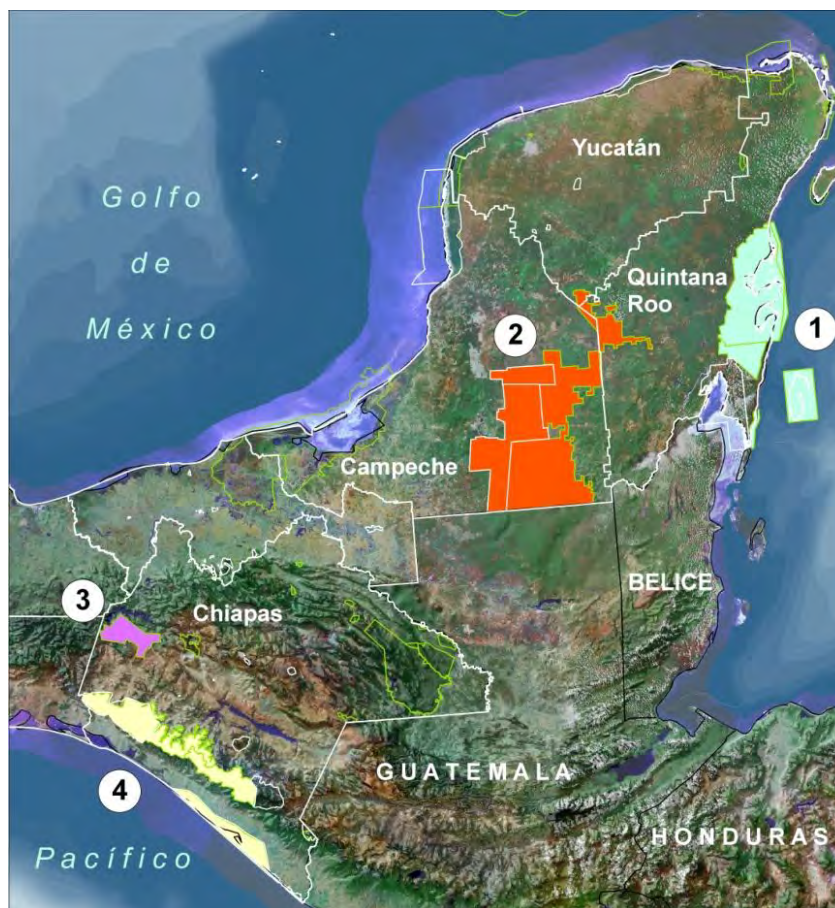 Yucatán
Golfo
de
México
Quintana
Roo
1
2
Campeche
BELICE
3
Chiapas
GUATEMALA
4
HONDURAS
Pacífico